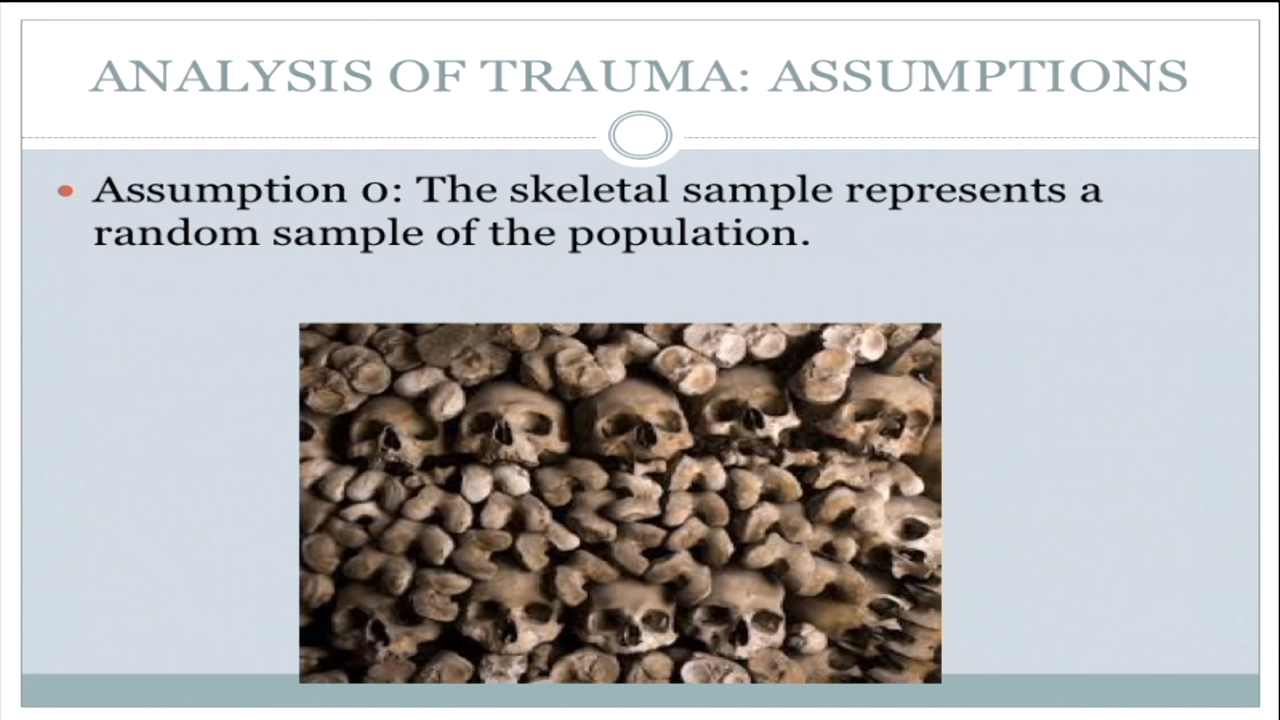 ANALYSIS OF TRAUMA: ASSUMPTIONS
• Assumption 0: The skeletal sample represents a
random sample of the population.